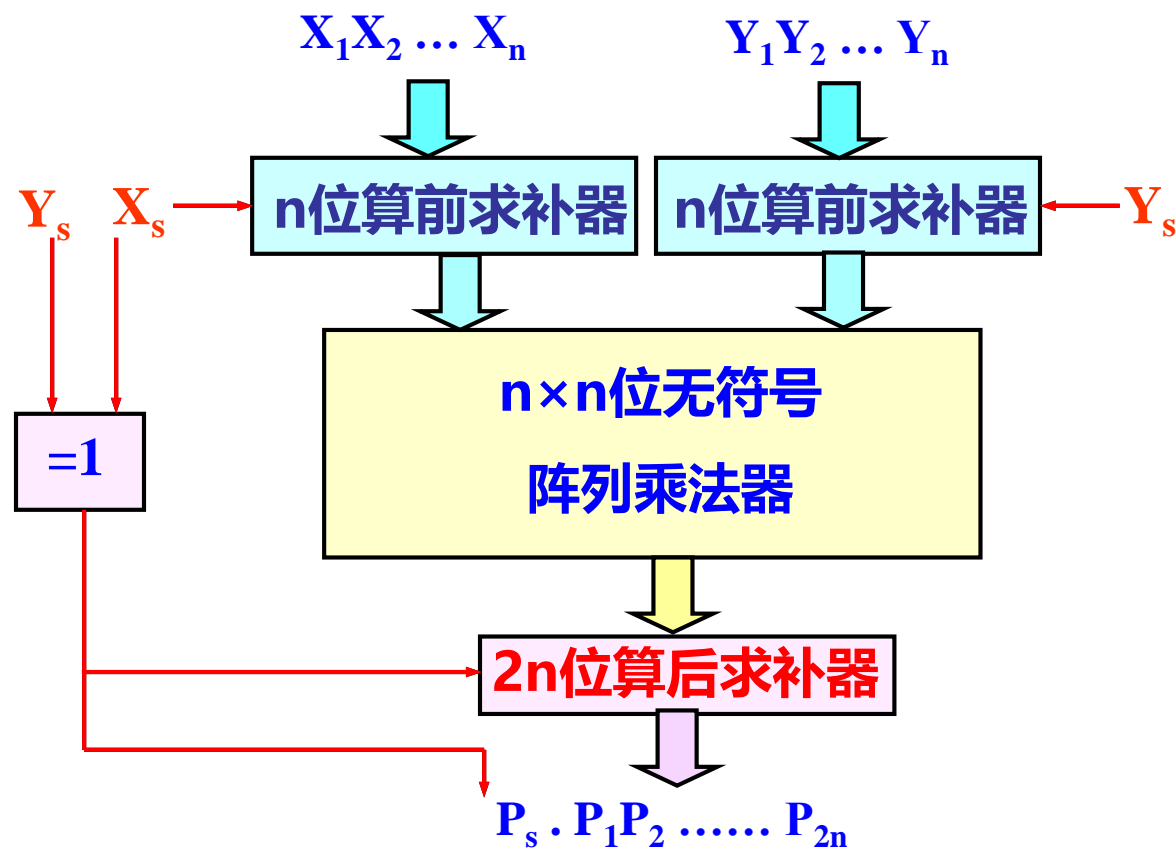 X₁X₂ … Xₙ
Y₁Y₂ … Yₙ
Yₛ
Xₛ
n位算前求补器
n位算前求补器
Yₛ
n×n位无符号
阵列乘法器
=1
2n位算后求补器
Pₛ . P₁P₂ …… P₂ₙ